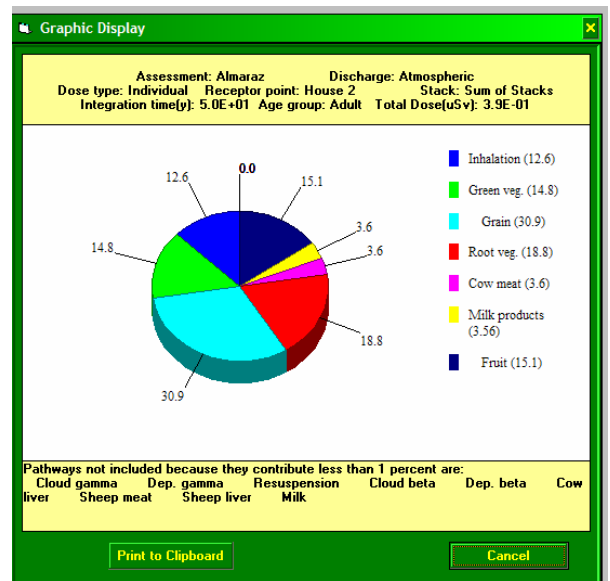 Graphic Display
Assessment: Almaraz Discharge: Atmospheric
Dose type: Individual Receptor point: House 2 Stack: Sum of Stacks
Integration time(y): 5.0E+01 Age group: Adult Total Dose(uSv): 3.9E-01
0.0
12.6
15.1
3.6
3.6
14.8
18.8
30.9
Inhalation (12.6)
Green veg. (14.8)
Grain (30.9)
Root veg. (18.8)
Cow meat (3.6)
Milk products
(3.56)
Fruit (15.1)
Pathways not included because they contribute less than 1 percent are:
Cloud gamma Dep. gamma Resuspension Cloud beta Dep. beta Cow
liver Sheep meat Sheep liver Milk
Print to Clipboard
Cancel